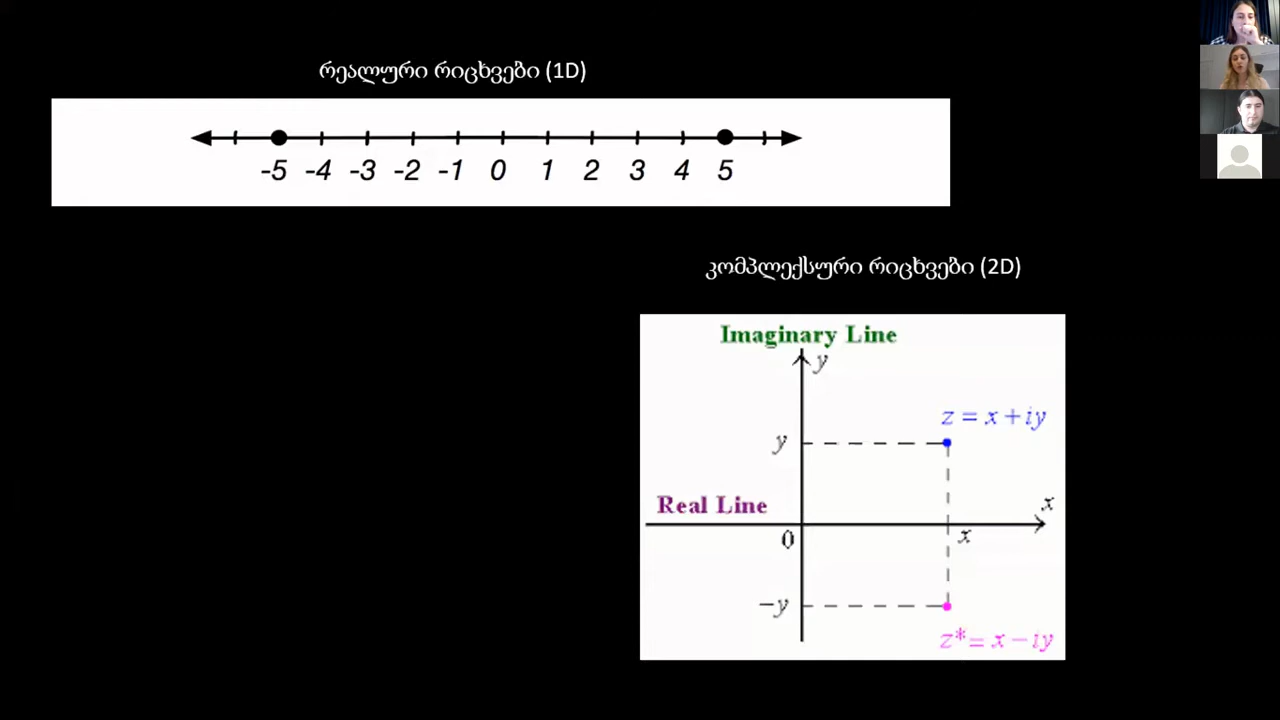 რეალური რიცხვები (1D)
-5 -4 -3 -2 -1 0 1 2 3 4 5
კომპლექსური რიცხვები (2D)
Imaginary Line
y
z = x + iy
y
Real Line
x
0
x
-y
z* = x - iy